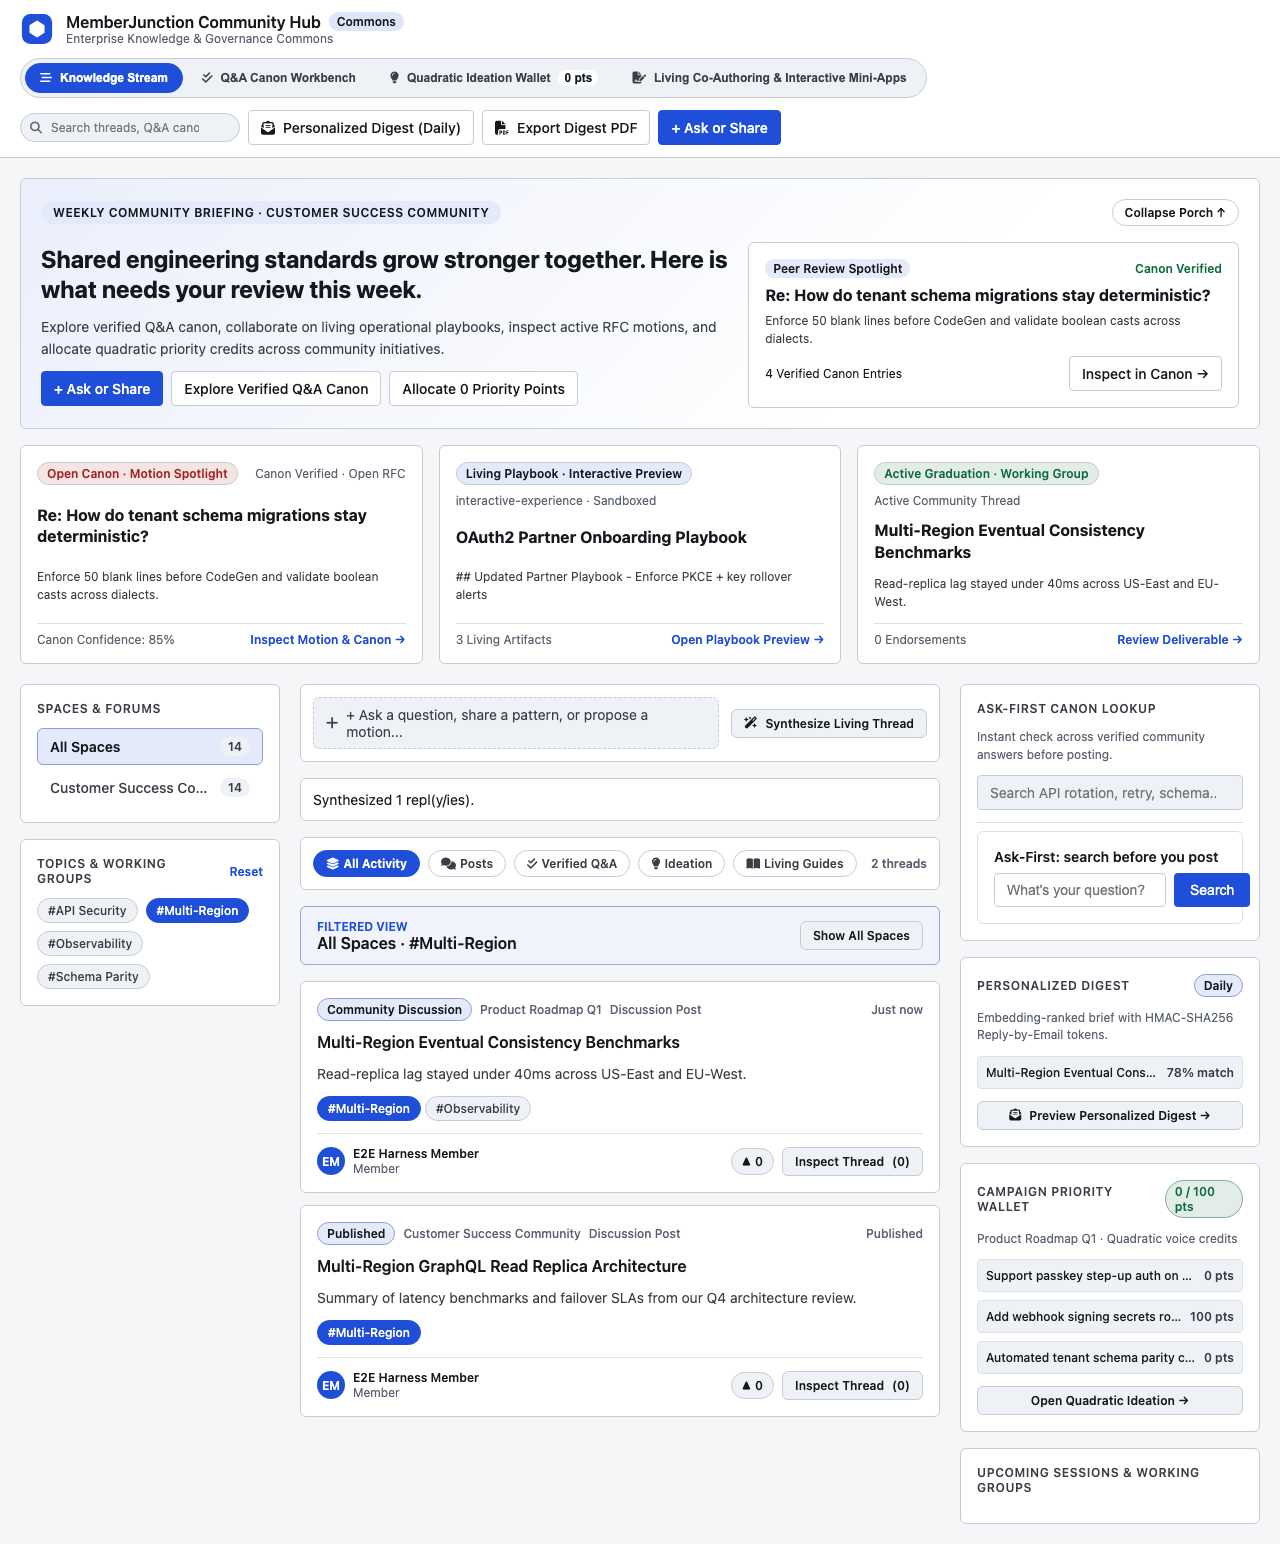 MemberJunction Community Hub Commons
Enterprise Knowledge & Governance Commons
Knowledge Stream
Q&A Canon Workbench
Quadratic Ideation Wallet 0 pts
Living Co-Authoring & Interactive Mini-Apps
Search threads, Q&A canc
Personalized Digest (Daily)
Export Digest PDF
+ Ask or Share
WEEKLY COMMUNITY BRIEFING · CUSTOMER SUCCESS COMMUNITY
Collapse Porch ↑
Shared engineering standards grow stronger together. Here is
what needs your review this week.
Explore verified Q&A canon, collaborate on living operational playbooks, inspect active RFC motions, and
allocate quadratic priority credits across community initiatives.
+ Ask or Share
Explore Verified Q&A Canon
Allocate 0 Priority Points
Peer Review Spotlight
Canon Verified
Re: How do tenant schema migrations stay deterministic?
Enforce 50 blank lines before CodeGen and validate boolean casts across
dialects.
4 Verified Canon Entries
Inspect in Canon →
Open Canon · Motion Spotlight
Canon Verified · Open RFC
Re: How do tenant schema migrations stay
deterministic?
Enforce 50 blank lines before CodeGen and validate boolean
casts across dialects.
Canon Confidence: 85%
Inspect Motion & Canon →
Living Playbook · Interactive Preview
interactive-experience · Sandboxed
OAuth2 Partner Onboarding Playbook
## Updated Partner Playbook - Enforce PKCE + key rollover
alerts
3 Living Artifacts
Open Playbook Preview →
Active Graduation · Working Group
Active Community Thread
Multi-Region Eventual Consistency
Benchmarks
Read-replica lag stayed under 40ms across US-East and EU-
West.
0 Endorsements
Review Deliverable →
SPACES & FORUMS
All Spaces 14
Customer Success Co... 14
TOPICS & WORKING
GROUPS
Reset
#API Security
#Multi-Region
#Observability
#Schema Parity
+ Ask a question, share a pattern, or propose a
motion...
Synthesize Living Thread
Synthesized 1 repl(y/ies).
All Activity
Posts
Verified Q&A
Ideation
Living Guides
2 threads
FILTERED VIEW
All Spaces · #Multi-Region
Show All Spaces
Community Discussion Product Roadmap Q1 Discussion Post Just now
Multi-Region Eventual Consistency Benchmarks
Read-replica lag stayed under 40ms across US-East and EU-West.
#Multi-Region #Observability
EM
E2E Harness Member
Member
▲ 0
Inspect Thread (0)
Published Customer Success Community Discussion Post Published
Multi-Region GraphQL Read Replica Architecture
Summary of latency benchmarks and failover SLAs from our Q4 architecture review.
#Multi-Region
EM
E2E Harness Member
Member
▲ 0
Inspect Thread (0)
ASK-FIRST CANON LOOKUP
Instant check across verified community
answers before posting.
Search API rotation, retry, schema..
Ask-First: search before you post
What's your question?
Search
PERSONALIZED DIGEST
Daily
Embedding-ranked brief with HMAC-SHA256
Reply-by-Email tokens.
Multi-Region Eventual Cons... 78% match
Preview Personalized Digest →
CAMPAIGN PRIORITY
WALLET
0 / 100
pts
Product Roadmap Q1 · Quadratic voice credits
Support passkey step-up auth on ... 0 pts
Add webhook signing secrets ro... 100 pts
Automated tenant schema parity c... 0 pts
Open Quadratic Ideation →
UPCOMING SESSIONS & WORKING
GROUPS